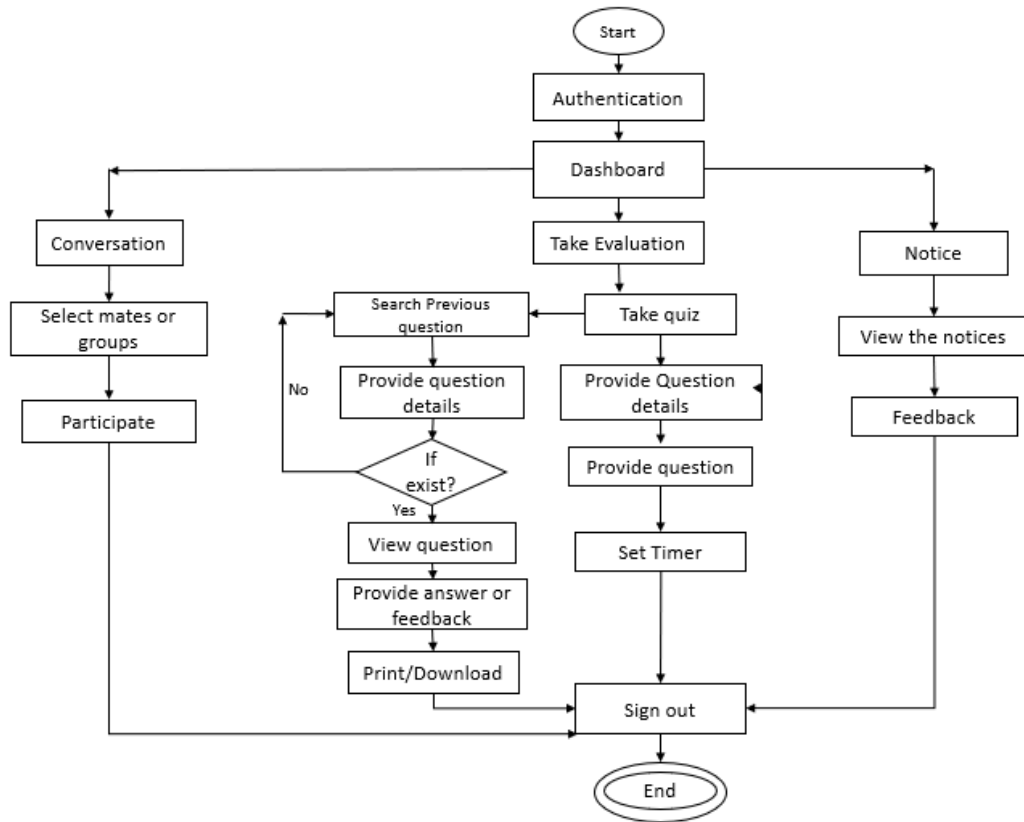 Start
Authentication
Dashboard
Conversation
Take Evaluation
Notice
Select mates or
groups
Search Previous
question
Take quiz
View the notices
No
Provide question
details
Provide Question
details
Participate
Feedback
If
exist?
Provide question
Yes
View question
Set Timer
Provide answer or
feedback
Print/Download
Sign out
End